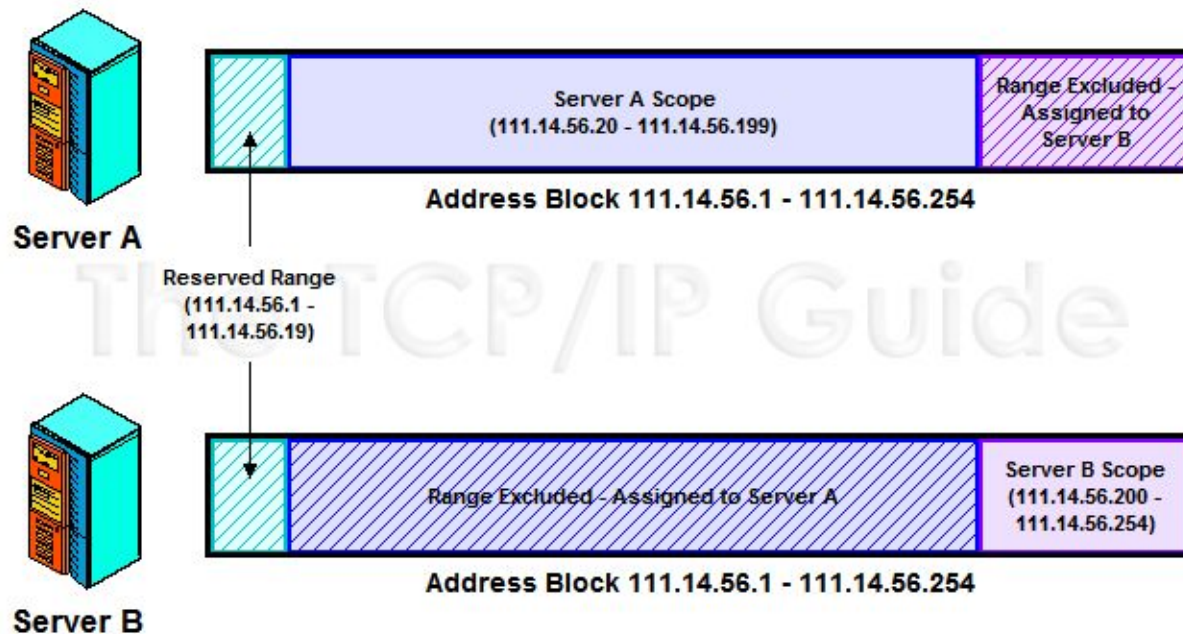 Server A Scope
(111.14.56.20 - 111.14.56.199)
Range Excluded -
Assigned to
Server B
Address Block 111.14.56.1 - 111.14.56.254
Server A
Reserved Range
(111.14.56.1 -
111.14.56.19)
The TCP/IP Guide
Range Excluded - Assigned to Server A
Server B Scope
(111.14.56.200 -
111.14.56.254)
Address Block 111.14.56.1 - 111.14.56.254
Server B